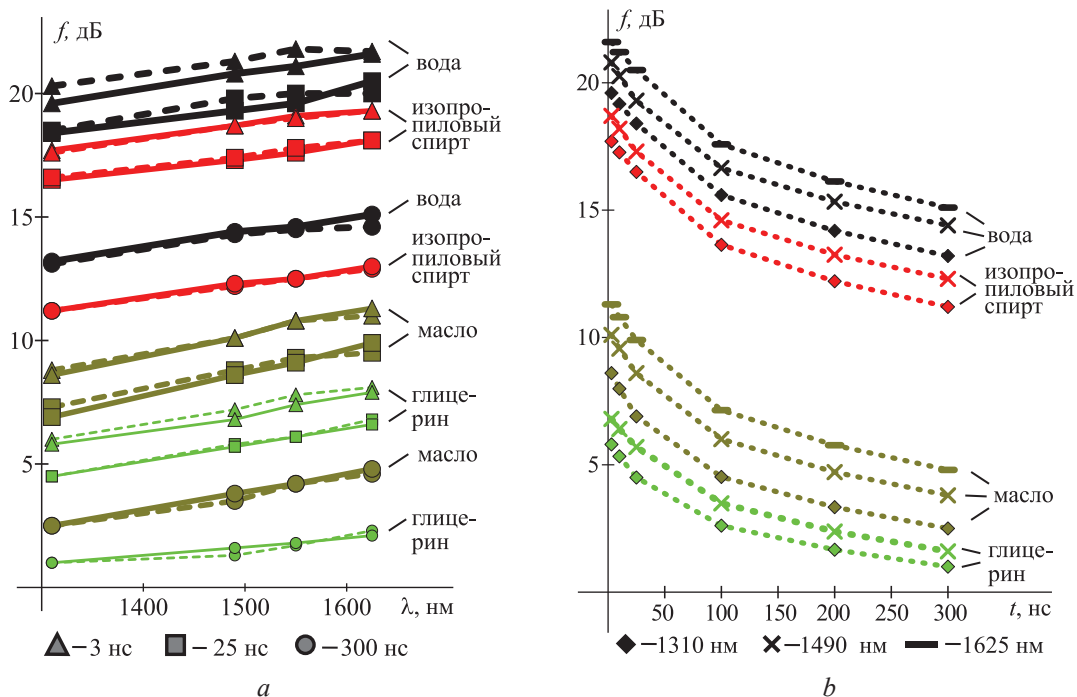 f, дБ
20
15
10
5
вода
изопро-
пиловый
спирт
вода
изопро-
пиловый
спирт
масло
глице-
рин
масло
глице-
рин
1400 1500 1600 λ, нм
–3 нс –25 нс –300 нс
a
f, дБ
20
15
10
5
вода
изопро-
пиловый
спирт
масло
глице-
рин
50 100 150 200 250 300 t, нс
–1310 нм –1490 нм –1625 нм
b